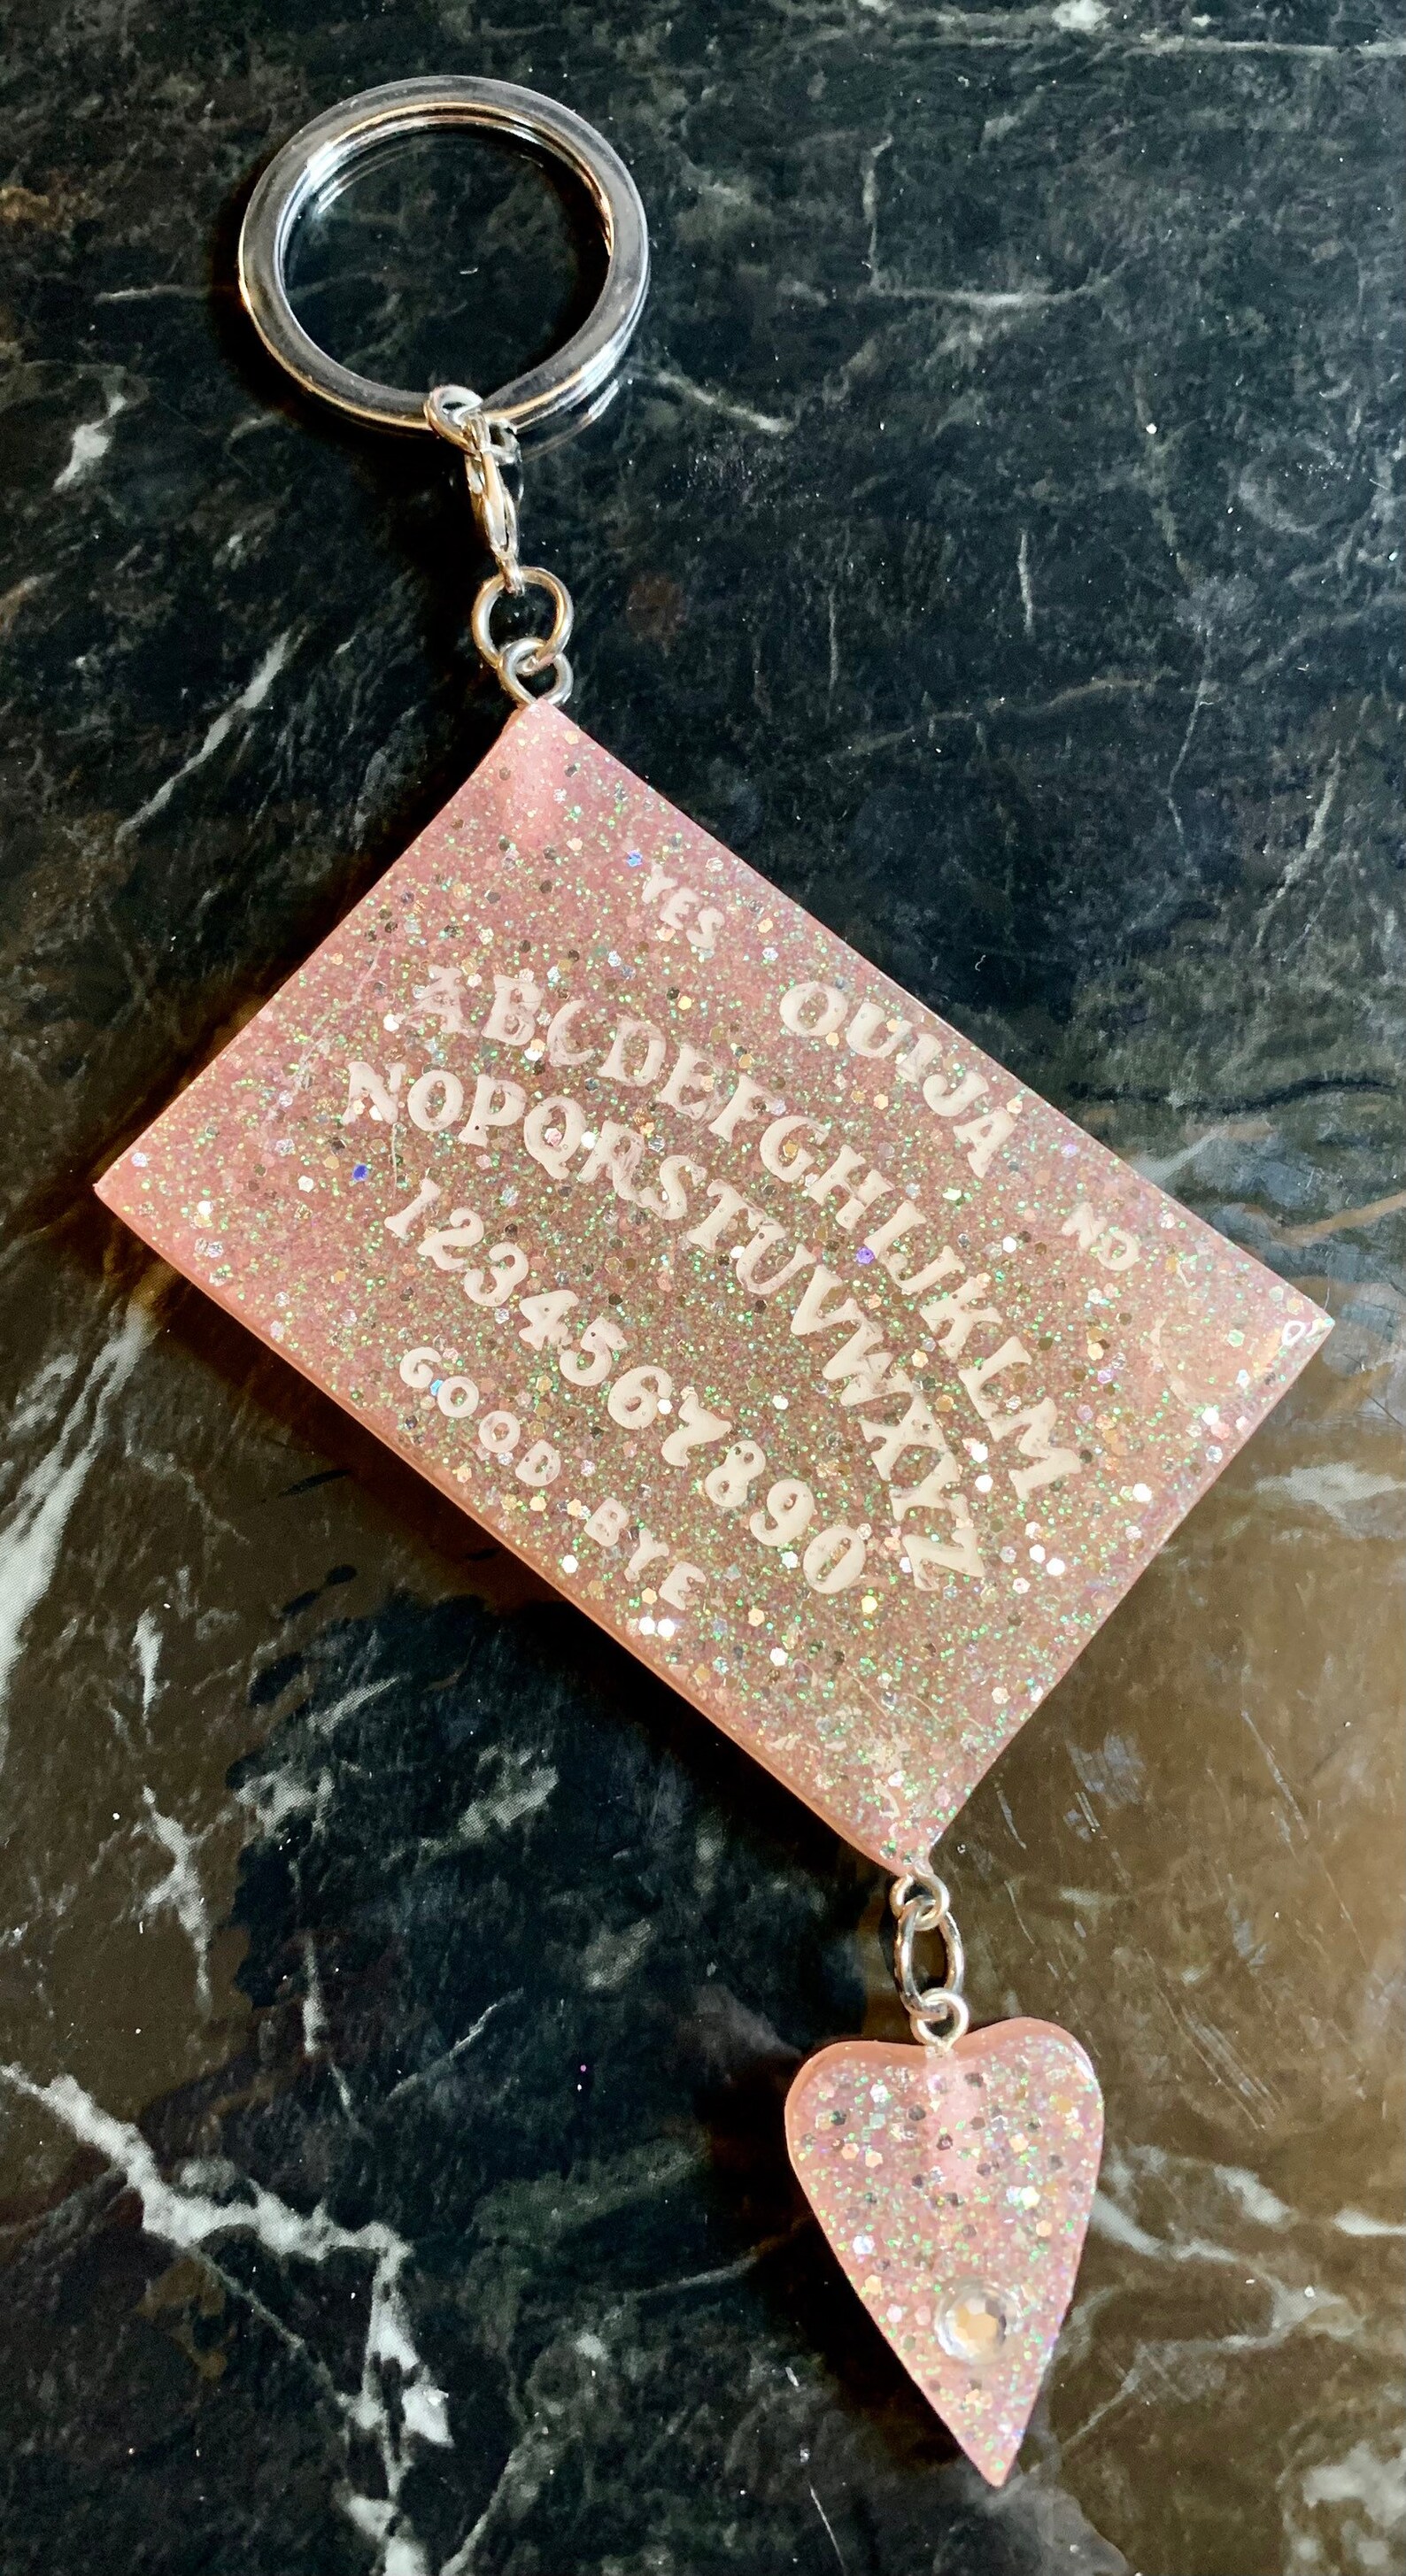 YES OUIJA NO
ABCDEFGHIJKLM
NOPQRSTUVWXYZ
1234567890
GOOD BYE